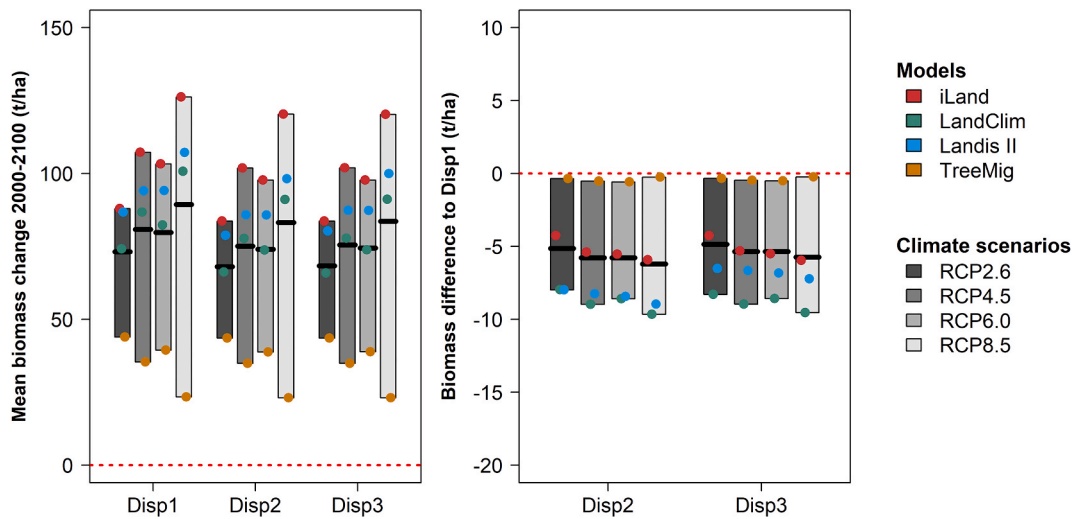 Mean biomass change 2000-2100 (t/ha)
150
100
50
0
Disp1 Disp2 Disp3
Biomass difference to Disp1 (t/ha)
10
5
0
-5
-10
-15
-20
Disp2 Disp3
Models
iLand
LandClim
Landis II
TreeMig
Climate scenarios
RCP2.6
RCP4.5
RCP6.0
RCP8.5